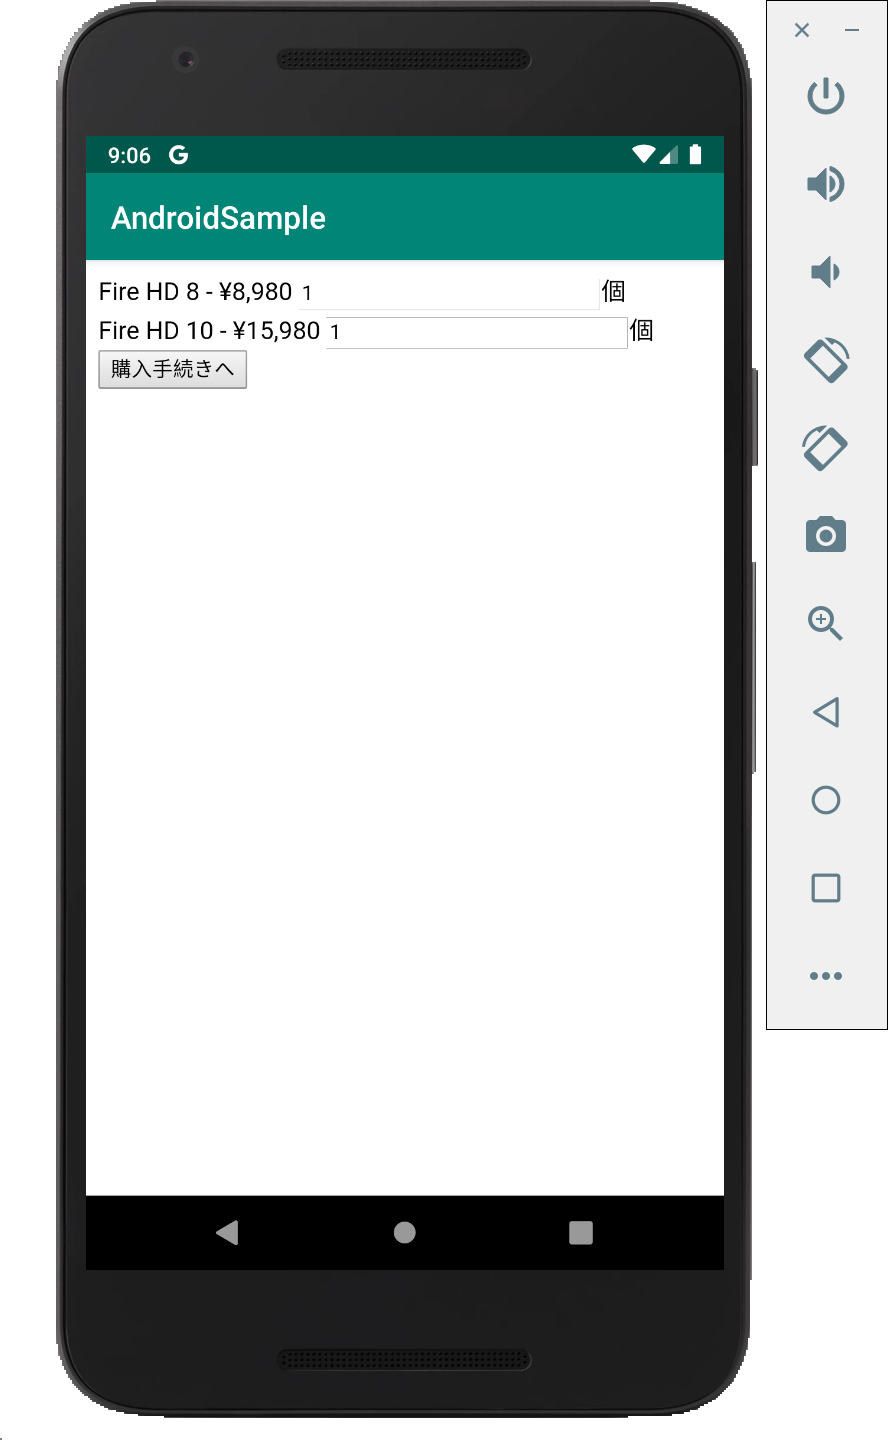 9:06 G
AndroidSample
Fire HD 8 - ¥8,980 1 個
Fire HD 10 - ¥15,980 1 個
購入手続きへ